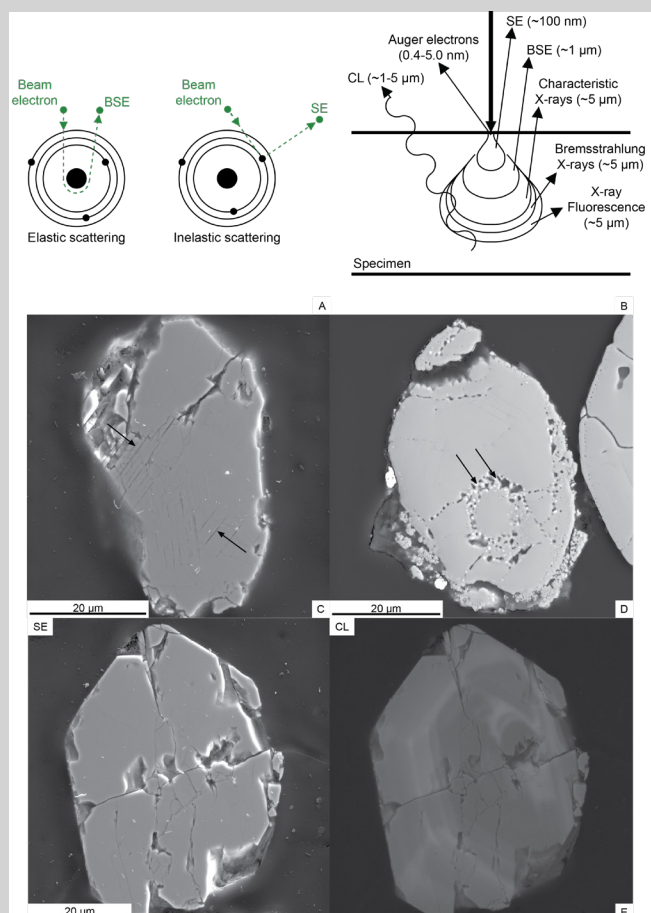 Beam
electron
BSE
Elastic scattering
Beam
electron
SE
Inelastic scattering
SE (~100 nm)
Auger electrons
(0.4-5.0 nm)
BSE (~1 μm)
CL (~1-5 μm)
Characteristic
X-rays (~5 μm)
Bremsstrahlung
X-rays (~5 μm)
X-ray
Fluorescence
(~5 μm)
Specimen
A
B
20 μm
C
20 μm
D
SE
CL
20 μm
E